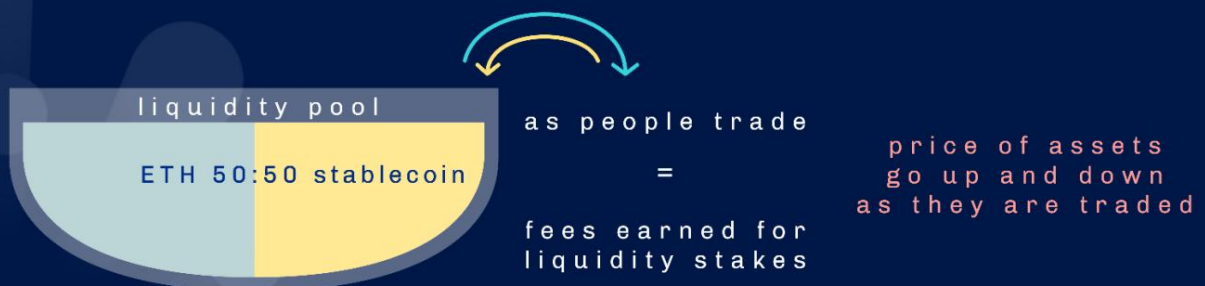 liquidity pool
ETH 50:50 stablecoin
as people trade
=
fees earned for
liquidity stakes
price of assets
go up and down
as they are traded